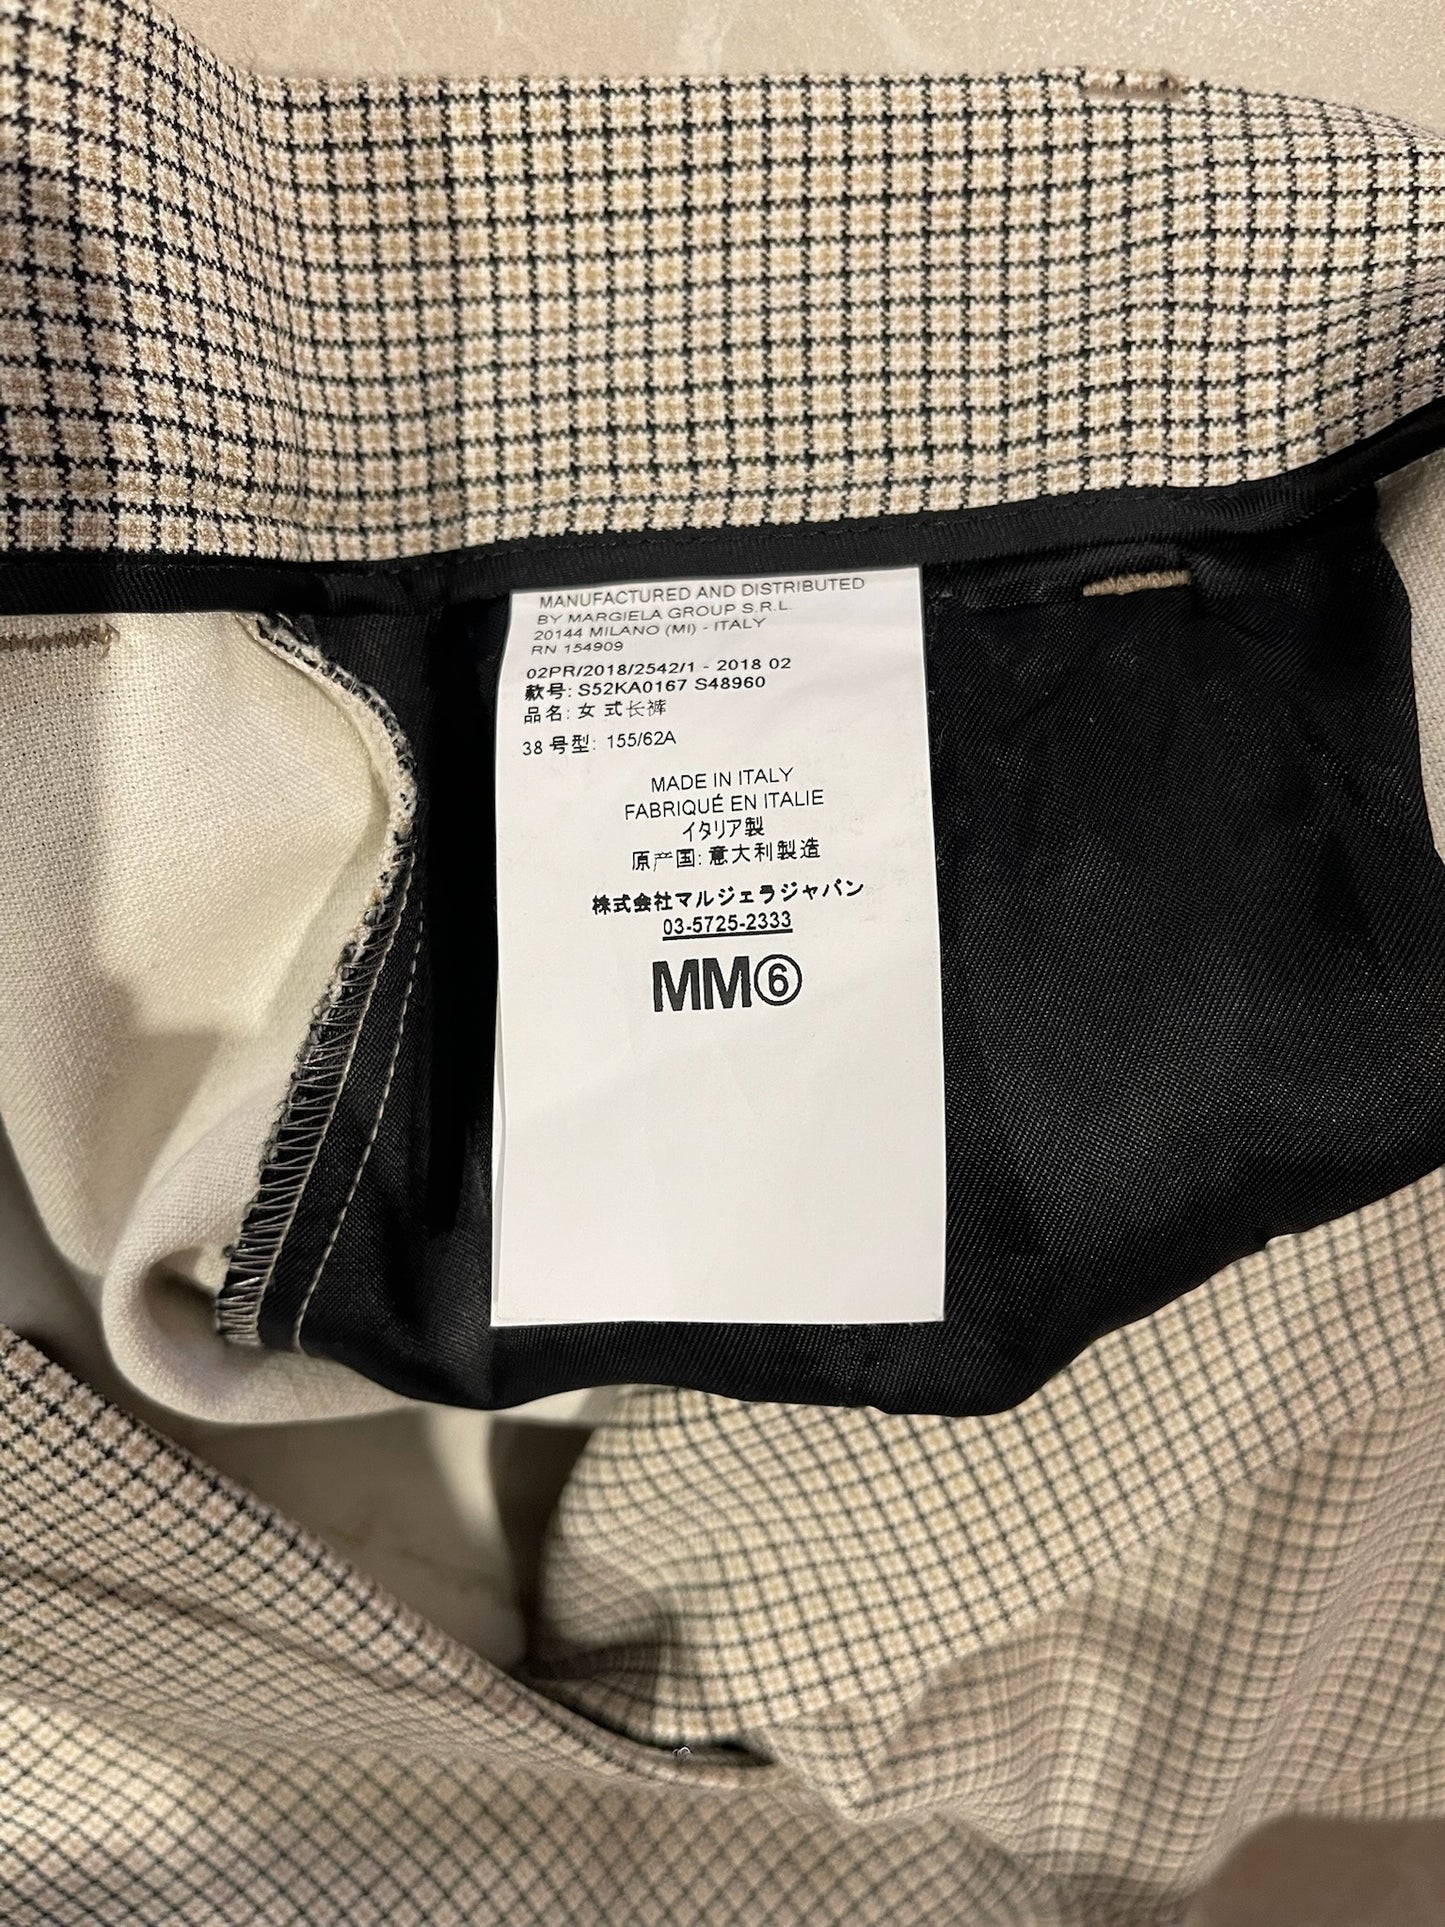 MANUFACTURED AND DISTRIBUTED
BY MARGIELA GROUP S.R.L.
20144 MILANO (MI) - ITALY
RN 154909
02PR/2018/2542/1 - 2018 02
款号: S52KA0167 S48960
品名: 女 式长裤
38 号型: 155/62A
MADE IN ITALY
FABRIQUÉ EN ITALIE
イタリア製
原产国: 意大利製造
株式会社マルジェラジャパン
03-5725-2333
MM⑥